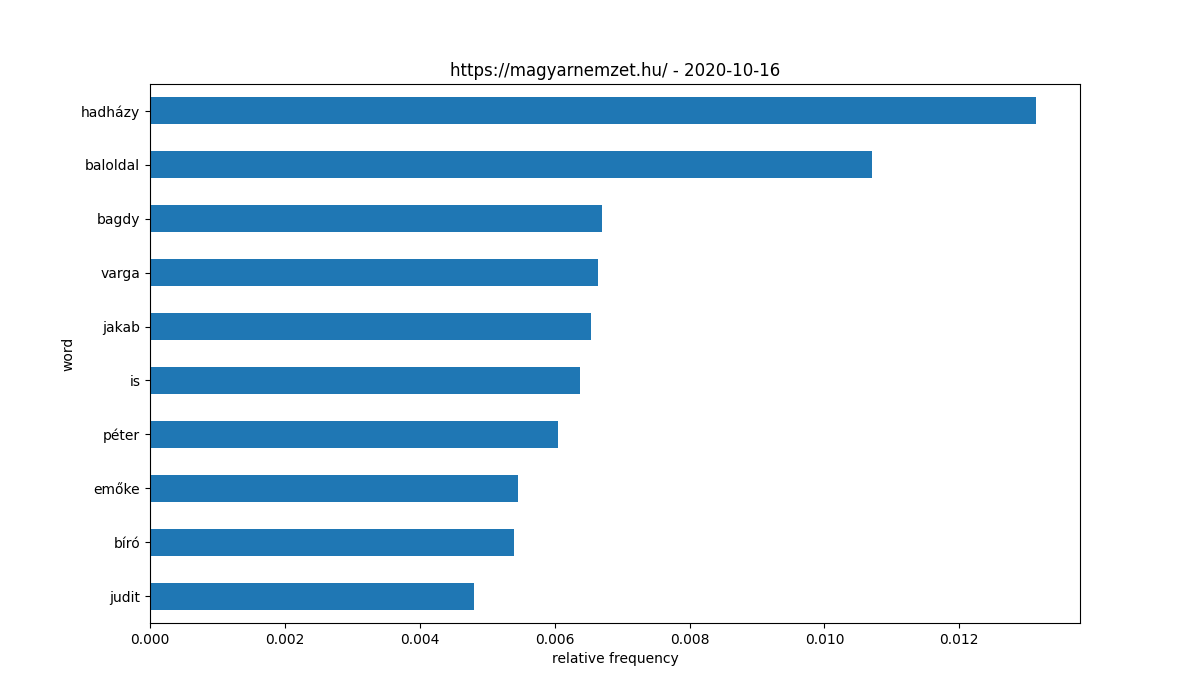 https://magyarnemzet.hu/ - 2020-10-16
hadházy
baloldal
bagdy
varga
jakab
is
péter
emőke
bíró
judit
word
0.000 0.002 0.004 0.006 0.008 0.010 0.012
relative frequency